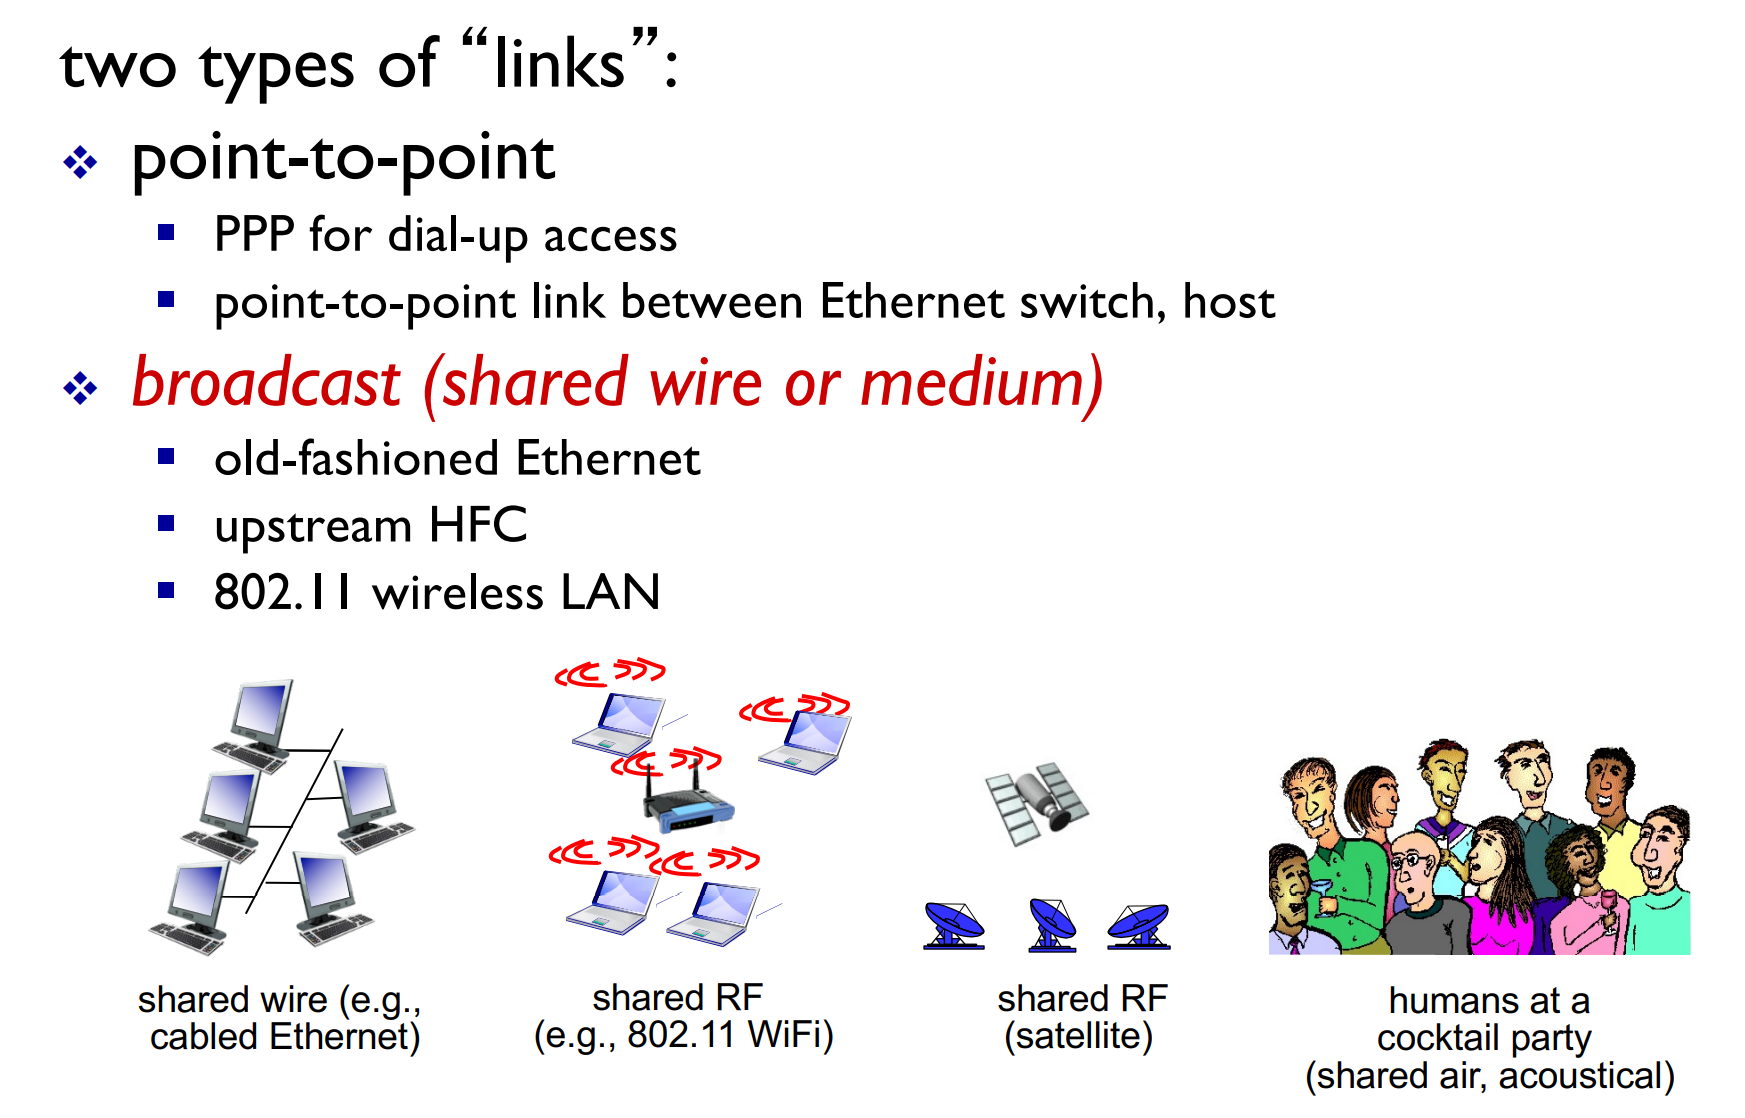 two types of “links”:
point-to-point
PPP for dial-up access
point-to-point link between Ethernet switch, host
broadcast (shared wire or medium)
old-fashioned Ethernet
upstream HFC
802.11 wireless LAN
shared wire (e.g.,
cabled Ethernet)
shared RF
(e.g., 802.11 WiFi)
shared RF
(satellite)
humans at a
cocktail party
(shared air, acoustical)